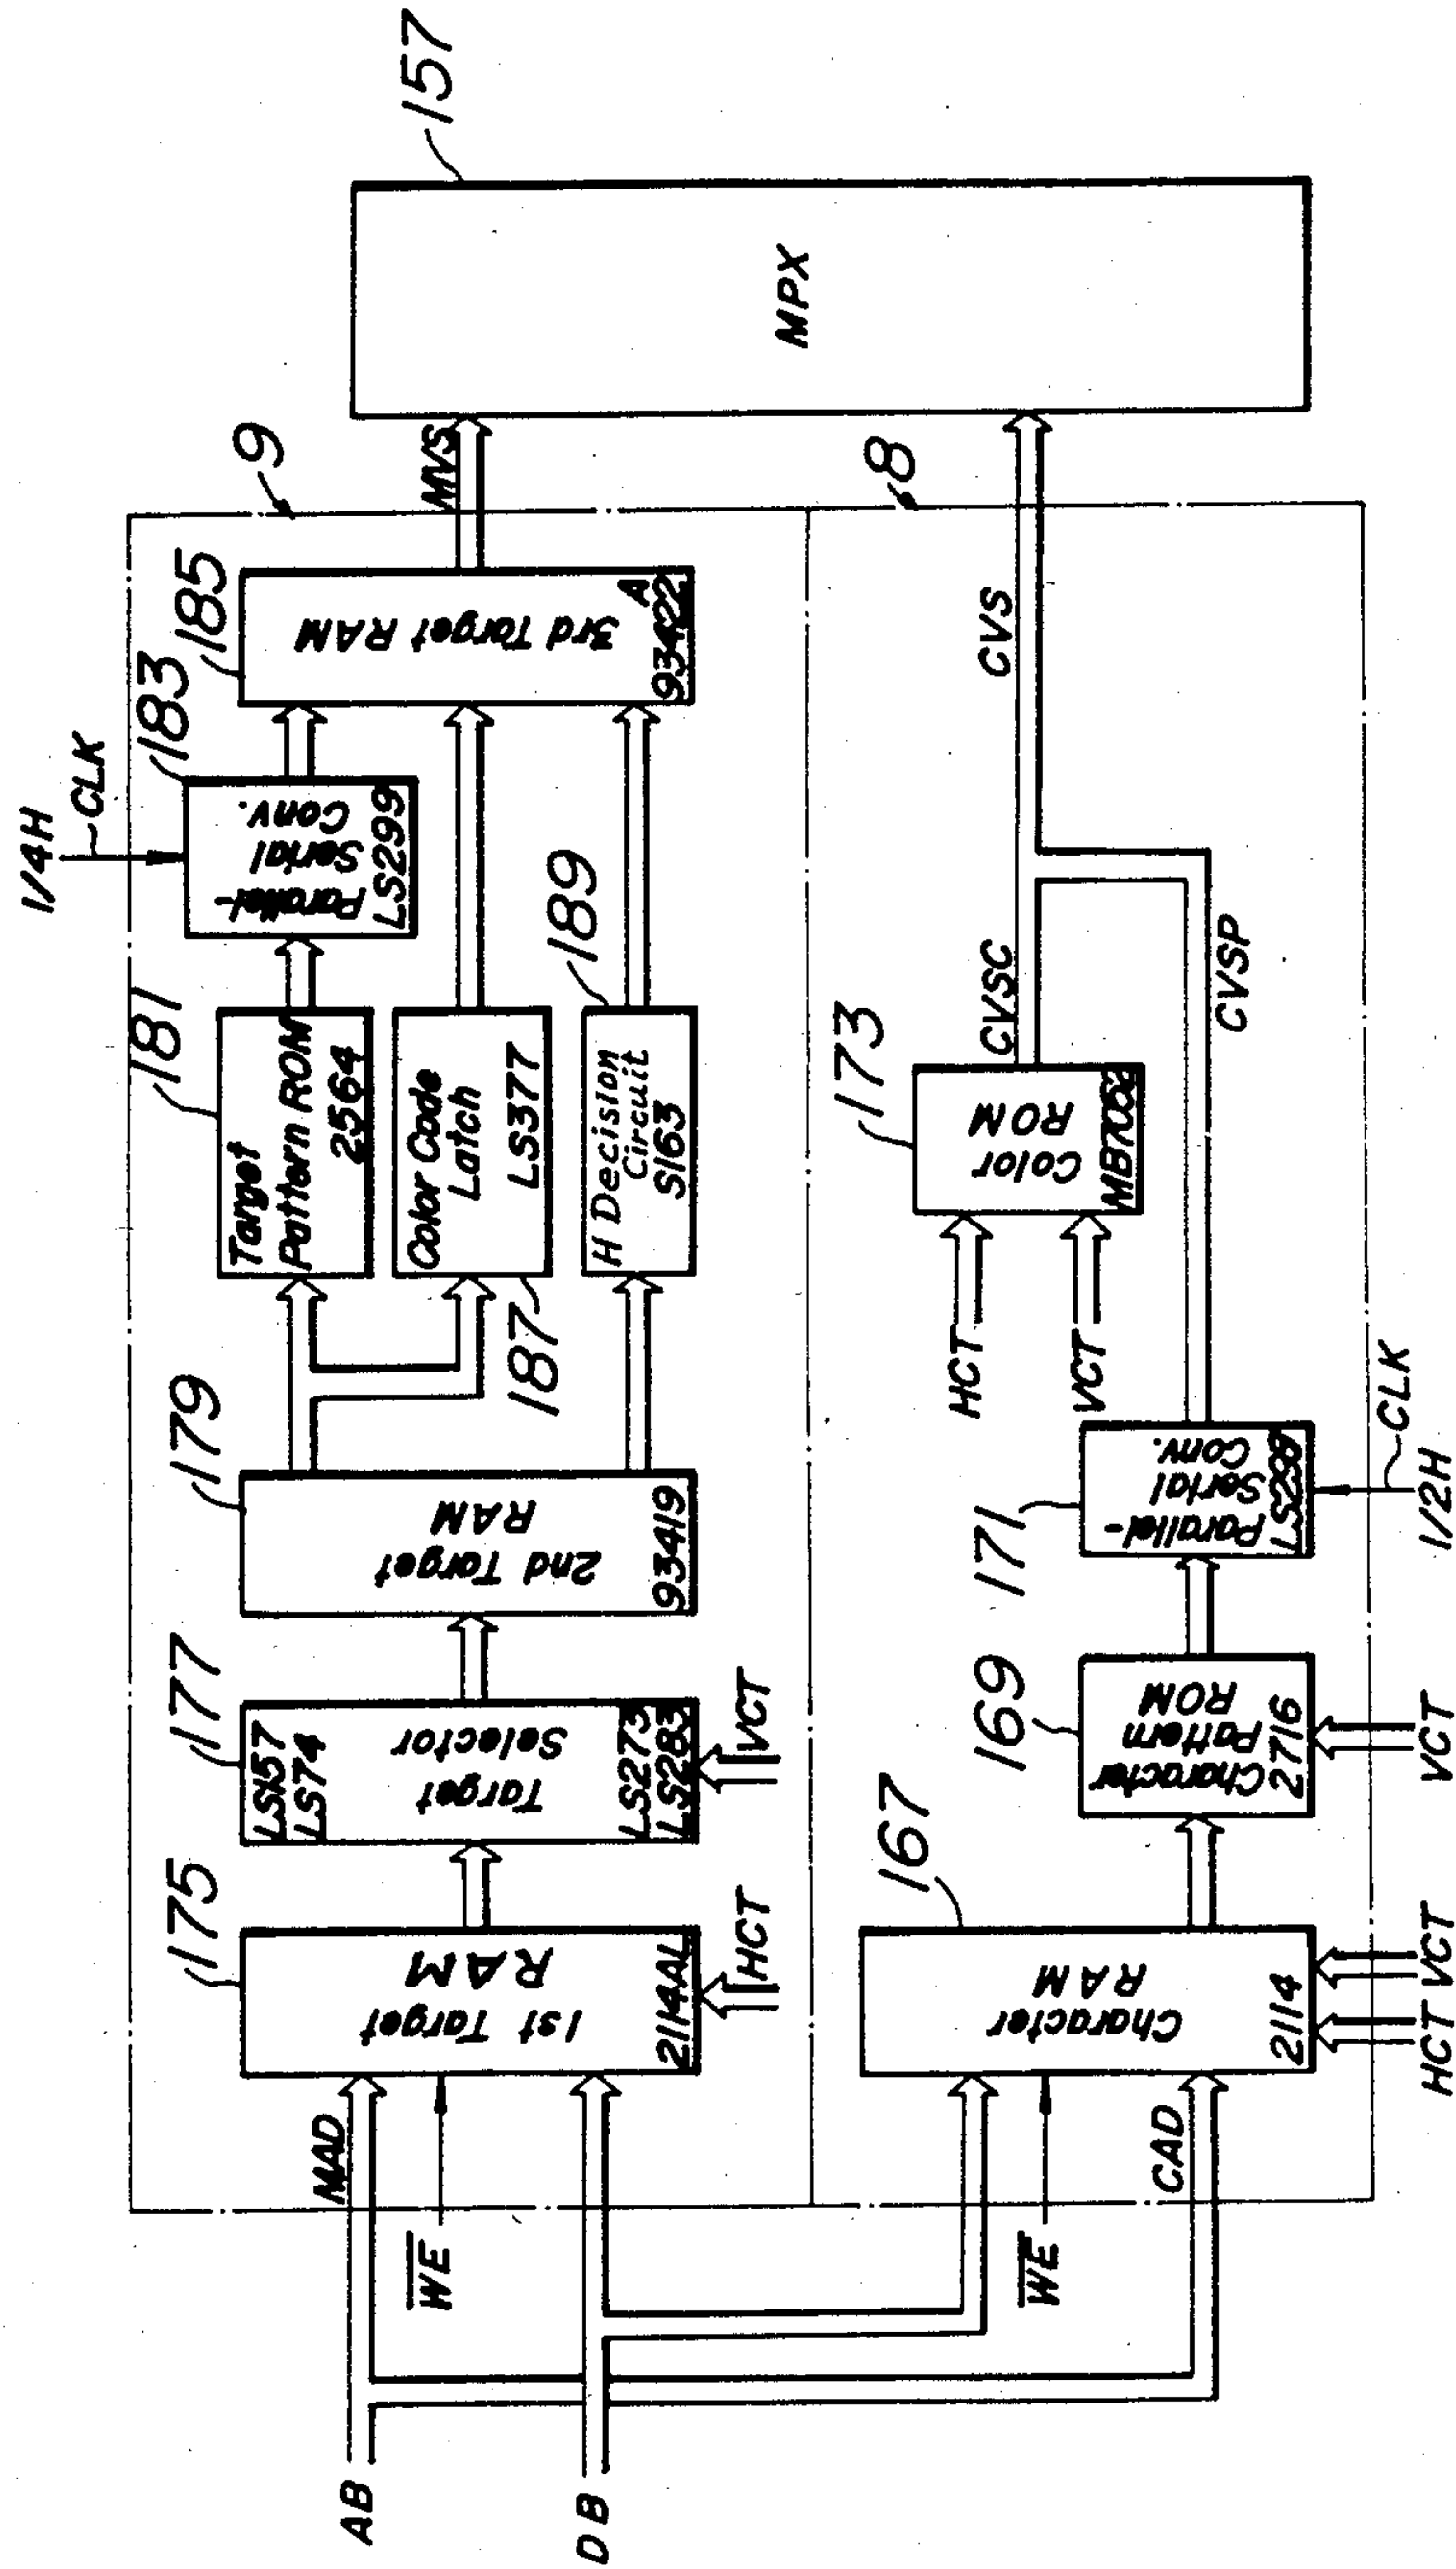 1/4H
CLK
9
181
183
185
175
177
179
Target
Pattern ROM
2564
Parallel-
Serial
Conv.
LS299
3rd Target RAM
A
93422
MVS
157
MPX
AB
MAD
WE
DB
1st Target
RAM
2114AL
HCT
LS157
LS74
Target
Selector
LS273
LS283
VCT
2nd Target
RAM
93419
Color Code
Latch
LS377
187
H Decision
Circuit
S163
189
8
167
WE
CAD
Character
RAM
2114
HCT VCT
169
Character
Pattern
ROM
2716
VCT
171
Parallel-
Serial
Conv.
LS299
CLK
1/2H
173
HCT
VCT
Color
ROM
MB7052
CVSC
CVSP
CVS